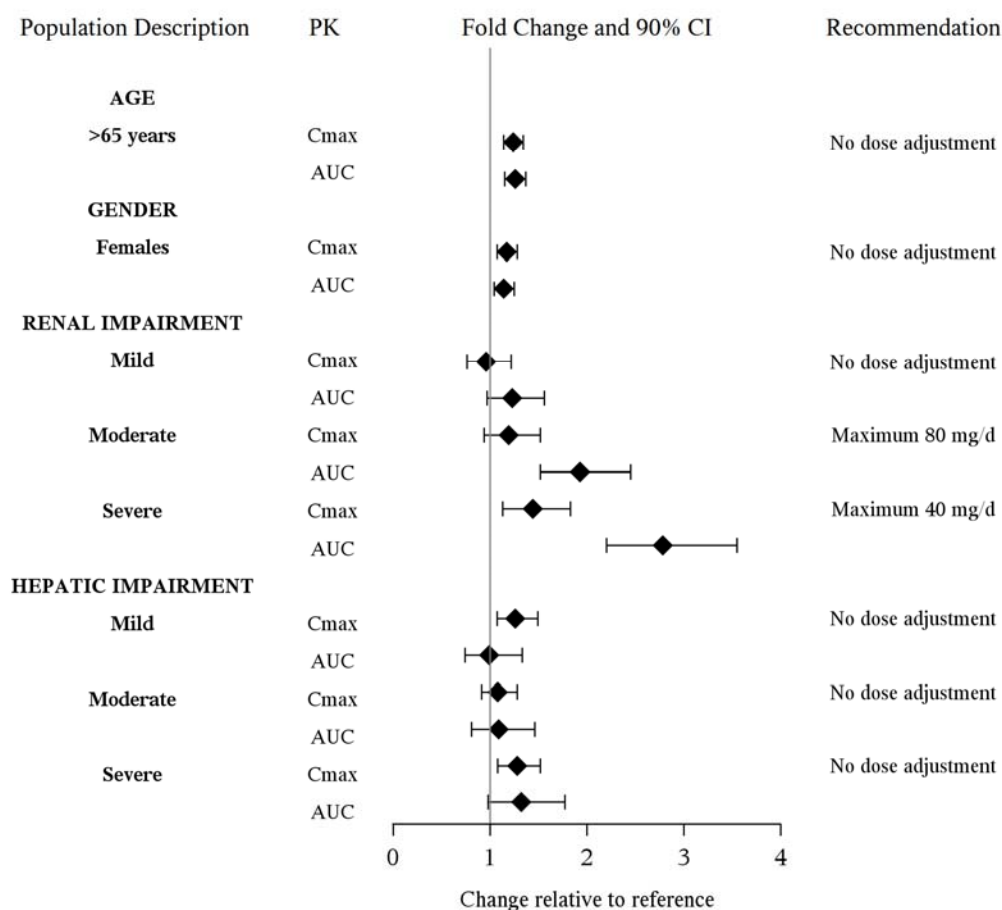 Population Description PK Fold Change and 90% CI Recommendation
AGE
>65 years Cmax No dose adjustment
AUC
GENDER
Females Cmax No dose adjustment
AUC
RENAL IMPAIRMENT
Mild Cmax No dose adjustment
AUC
Moderate Cmax Maximum 80 mg/d
AUC
Severe Cmax Maximum 40 mg/d
AUC
HEPATIC IMPAIRMENT
Mild Cmax No dose adjustment
AUC
Moderate Cmax No dose adjustment
AUC
Severe Cmax No dose adjustment
AUC
0 1 2 3 4
Change relative to reference